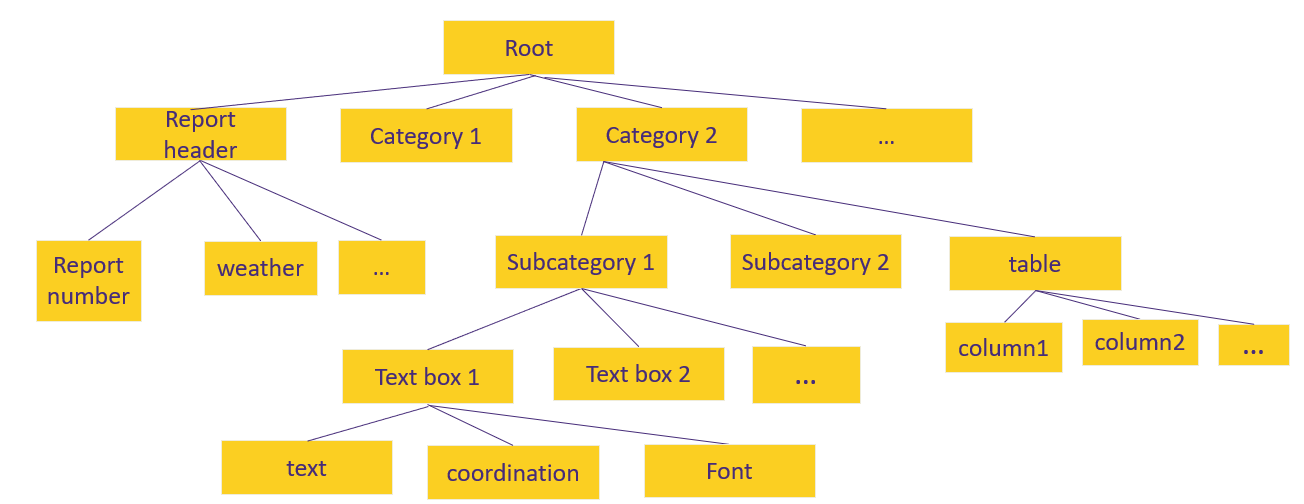 Root
Report
header
Category 1
Category 2
...
Report
number
weather
...
Subcategory 1
Subcategory 2
table
column1
column2
...
Text box 1
Text box 2
...
text
coordination
Font